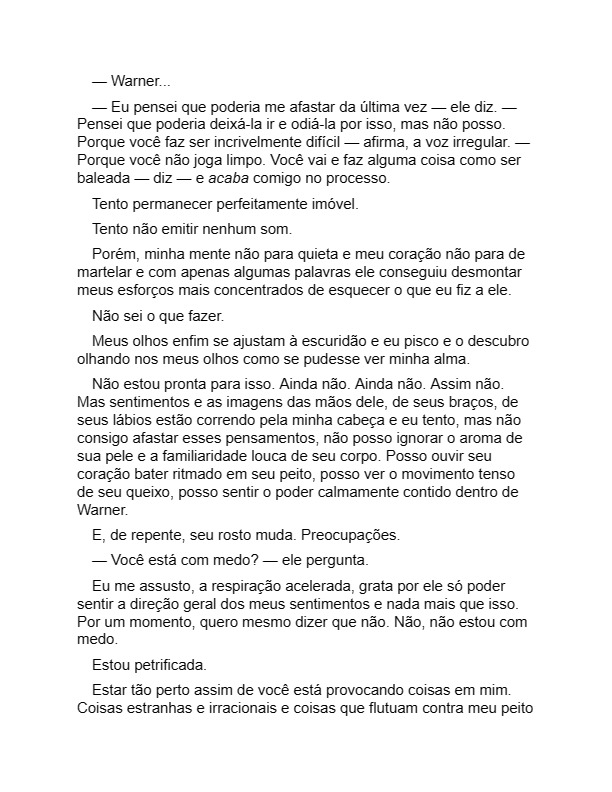 — Warner...
— Eu pensei que poderia me afastar da última vez — ele diz. —
Pensei que poderia deixá-la ir e odiá-la por isso, mas não posso.
Porque você faz ser incrivelmente difícil — afirma, a voz irregular. —
Porque você não joga limpo. Você vai e faz alguma coisa como ser
baleada — diz — e acaba comigo no processo.
Tento permanecer perfeitamente imóvel.
Tento não emitir nenhum som.
Porém, minha mente não para quieta e meu coração não para de
martelar e com apenas algumas palavras ele conseguiu desmontar
meus esforços mais concentrados de esquecer o que eu fiz a ele.
Não sei o que fazer.
Meus olhos enfim se ajustam à escuridão e eu pisco e o descubro
olhando nos meus olhos como se pudesse ver minha alma.
Não estou pronta para isso. Ainda não. Ainda não. Assim não.
Mas sentimentos e as imagens das mãos dele, de seus braços, de
seus lábios estão correndo pela minha cabeça e eu tento, mas não
consigo afastar esses pensamentos, não posso ignorar o aroma de
sua pele e a familiaridade louca de seu corpo. Posso ouvir seu
coração bater ritmado em seu peito, posso ver o movimento tenso
de seu queixo, posso sentir o poder calmamente contido dentro de
Warner.
E, de repente, seu rosto muda. Preocupações.
— Você está com medo? — ele pergunta.
Eu me assusto, a respiração acelerada, grata por ele só poder
sentir a direção geral dos meus sentimentos e nada mais que isso.
Por um momento, quero mesmo dizer que não. Não, não estou com
medo.
Estou petrificada.
Estar tão perto assim de você está provocando coisas em mim.
Coisas estranhas e irracionais e coisas que flutuam contra meu peito